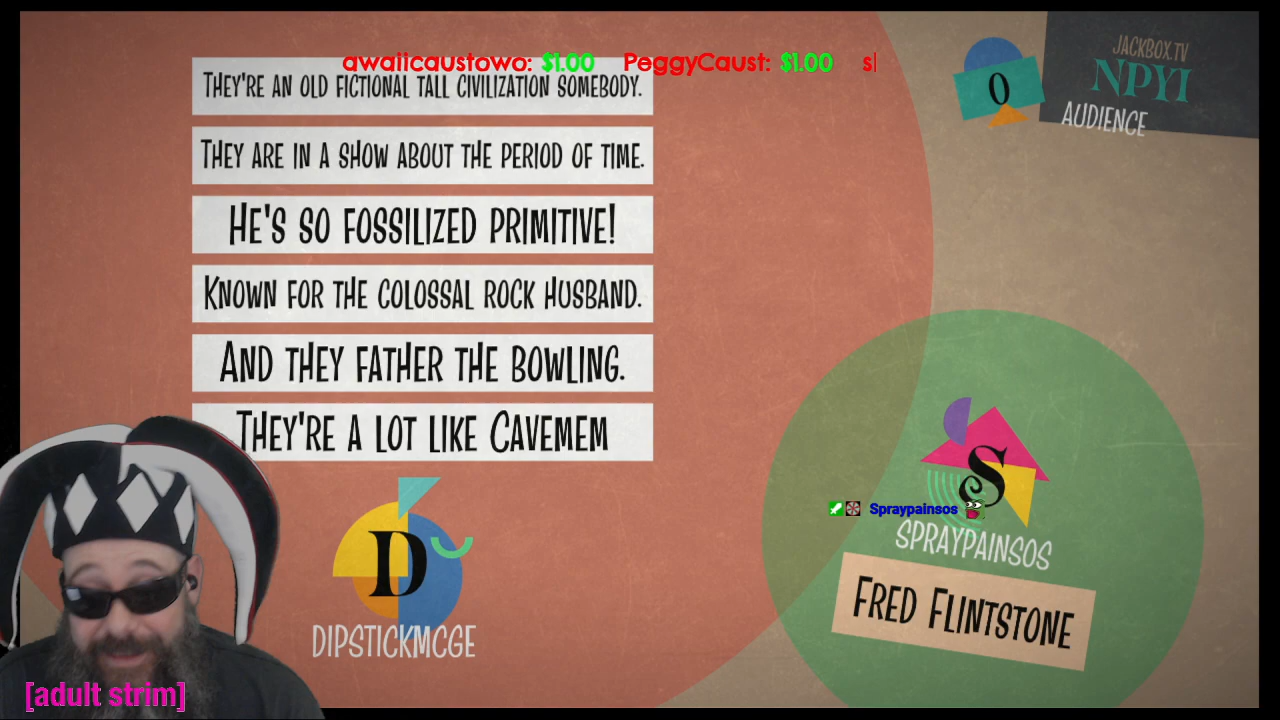 awaiicaustowo: $1.00 PeggyCaust: $1.00 s
THEY'RE AN OLD FICTIONAL TALL CIVILIZATION SOMEBODY.
THEY ARE IN A SHOW ABOUT THE PERIOD OF TIME.
HE'S SO FOSSILIZED PRIMITIVE!
KNOWN FOR THE COLOSSAL ROCK HUSBAND.
AND THEY FATHER THE BOWLING.
THEY'RE A LOT LIKE CAVEMEM
D
DIPSTICKMCGE
0
JACKBOX.TV
NPYI
AUDIENCE
S
Spraypainsos
SPRAYPAINSOS
FRED FLINTSTONE
[adult strim]